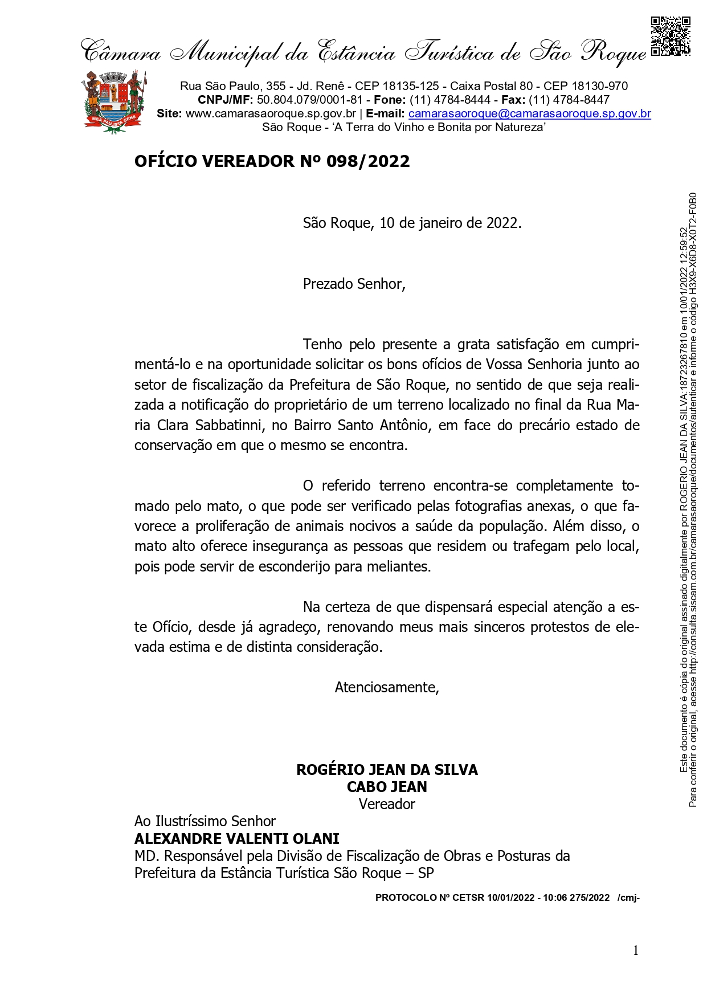 Câmara Municipal da Estância Turística de São Roque
Rua São Paulo, 355 - Jd. Renê - CEP 18135-125 - Caixa Postal 80 - CEP 18130-970
CNPJ/MF: 50.804.079/0001-81 - Fone: (11) 4784-8444 - Fax: (11) 4784-8447
Site: www.camarasaoroque.sp.gov.br | E-mail: camarasaoroque@camarasaoroque.sp.gov.br
São Roque - ‘A Terra do Vinho e Bonita por Natureza’
MEA PAULISTA GENS
OFÍCIO VEREADOR Nº 098/2022
São Roque, 10 de janeiro de 2022.
Prezado Senhor,
Tenho pelo presente a grata satisfação em cumpri-
mentá-lo e na oportunidade solicitar os bons ofícios de Vossa Senhoria junto ao
setor de fiscalização da Prefeitura de São Roque, no sentido de que seja reali-
zada a notificação do proprietário de um terreno localizado no final da Rua Ma-
ria Clara Sabbatinni, no Bairro Santo Antônio, em face do precário estado de
conservação em que o mesmo se encontra.
O referido terreno encontra-se completamente to-
mado pelo mato, o que pode ser verificado pelas fotografias anexas, o que fa-
vorece a proliferação de animais nocivos a saúde da população. Além disso, o
mato alto oferece insegurança as pessoas que residem ou trafegam pelo local,
pois pode servir de esconderijo para meliantes.
Na certeza de que dispensará especial atenção a es-
te Ofício, desde já agradeço, renovando meus mais sinceros protestos de ele-
vada estima e de distinta consideração.
Atenciosamente,
ROGÉRIO JEAN DA SILVA
CABO JEAN
Vereador
Ao Ilustríssimo Senhor
ALEXANDRE VALENTI OLANI
MD. Responsável pela Divisão de Fiscalização de Obras e Posturas da
Prefeitura da Estância Turística São Roque – SP
PROTOCOLO Nº CETSR 10/01/2022 - 10:06 275/2022 /cmj-
1
Este documento é cópia do original assinado digitalmente por ROGERIO JEAN DA SILVA:18723267810 em 10/01/2022 12:59:52
Para conferir o original, acesse http://consulta.siscam.com.br/camarasaoroque/documentos/autenticar e informe o código H3X9-X6D8-X0T2-F0B0